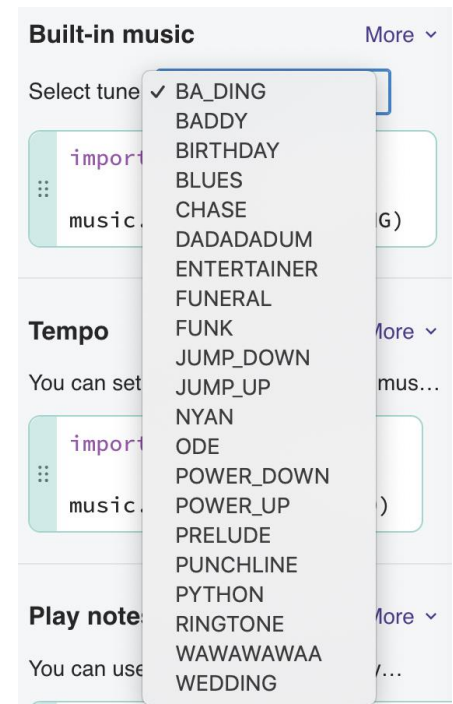 Built-in music More
Select tune ✓ BA_DING
BADDY
BIRTHDAY
BLUES
CHASE
DADADADUM
ENTERTAINER
FUNERAL
FUNK
JUMP_DOWN
JUMP_UP
NYAN
ODE
POWER_DOWN
POWER_UP
PRELUDE
PUNCHLINE
PYTHON
RINGTONE
WAWAWAWAA
WEDDING
import
music. G)
Tempo More
You can set mus…
import
music. )
Play note More
You can use